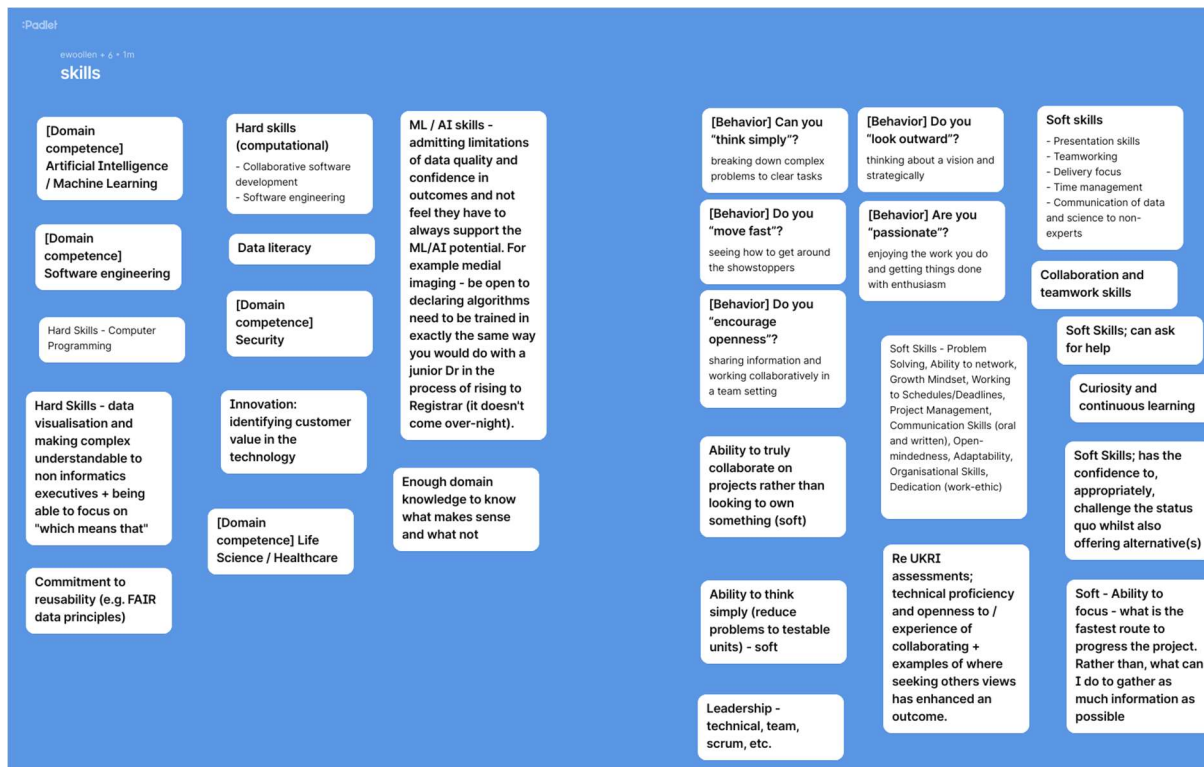 :Padlet
ewoollen + 6 • 1m
skills
[Domain
competence]
Artificial Intelligence
/ Machine Learning
[Domain
competence]
Software engineering
Hard Skills - Computer
Programming
Hard Skills - data
visualisation and
making complex
understandable to
non informatics
executives + being
able to focus on
"which means that"
Commitment to
reusability (e.g. FAIR
data principles)
Hard skills
(computational)
- Collaborative software
development
- Software engineering
Data literacy
[Domain
competence]
Security
Innovation:
identifying customer
value in the
technology
[Domain
competence] Life
Science / Healthcare
ML / AI skills -
admitting limitations
of data quality and
confidence in
outcomes and not
feel they have to
always support the
ML/AI potential. For
example medial
imaging - be open to
declaring algorithms
need to be trained in
exactly the same way
you would do with a
junior Dr in the
process of rising to
Registrar (it doesn't
come over-night).
Enough domain
knowledge to know
what makes sense
and what not
[Behavior] Can you
"think simply"?
breaking down complex
problems to clear tasks
[Behavior] Do you
"move fast"?
seeing how to get around
the showstoppers
[Behavior] Do you
"encourage
openness"?
sharing information and
working collaboratively in
a team setting
Ability to truly
collaborate on
projects rather than
looking to own
something (soft)
Ability to think
simply (reduce
problems to testable
units) - soft
Leadership -
technical, team,
scrum, etc.
[Behavior] Do you
"look outward"?
thinking about a vision and
strategically
[Behavior] Are you
"passionate"?
enjoying the work you do
and getting things done
with enthusiasm
Soft Skills - Problem
Solving, Ability to network,
Growth Mindset, Working
to Schedules/Deadlines,
Project Management,
Communication Skills (oral
and written), Open-
mindedness, Adaptability,
Organisational Skills,
Dedication (work-ethic)
Re UKRI
assessments;
technical proficiency
and openness to /
experience of
collaborating +
examples of where
seeking others views
has enhanced an
outcome.
Soft skills
- Presentation skills
- Teamworking
- Delivery focus
- Time management
- Communication of data
and science to non-
experts
Collaboration and
teamwork skills
Soft Skills; can ask
for help
Curiosity and
continuous learning
Soft Skills; has the
confidence to,
appropriately,
challenge the status
quo whilst also
offering alternative(s)
Soft - Ability to
focus - what is the
fastest route to
progress the project.
Rather than, what can
I do to gather as
much information as
possible